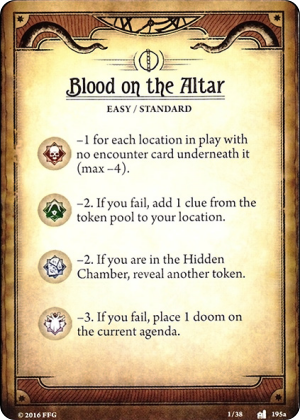 Blood on the Altar
EASY / STANDARD
–1 for each location in play with
no encounter card underneath it
(max –4).
–2. If you fail, add 1 clue from the
token pool to your location.
–2. If you are in the Hidden
Chamber, reveal another token.
–3. If you fail, place 1 doom on
the current agenda.
© 2016 FFG
1/38
195a